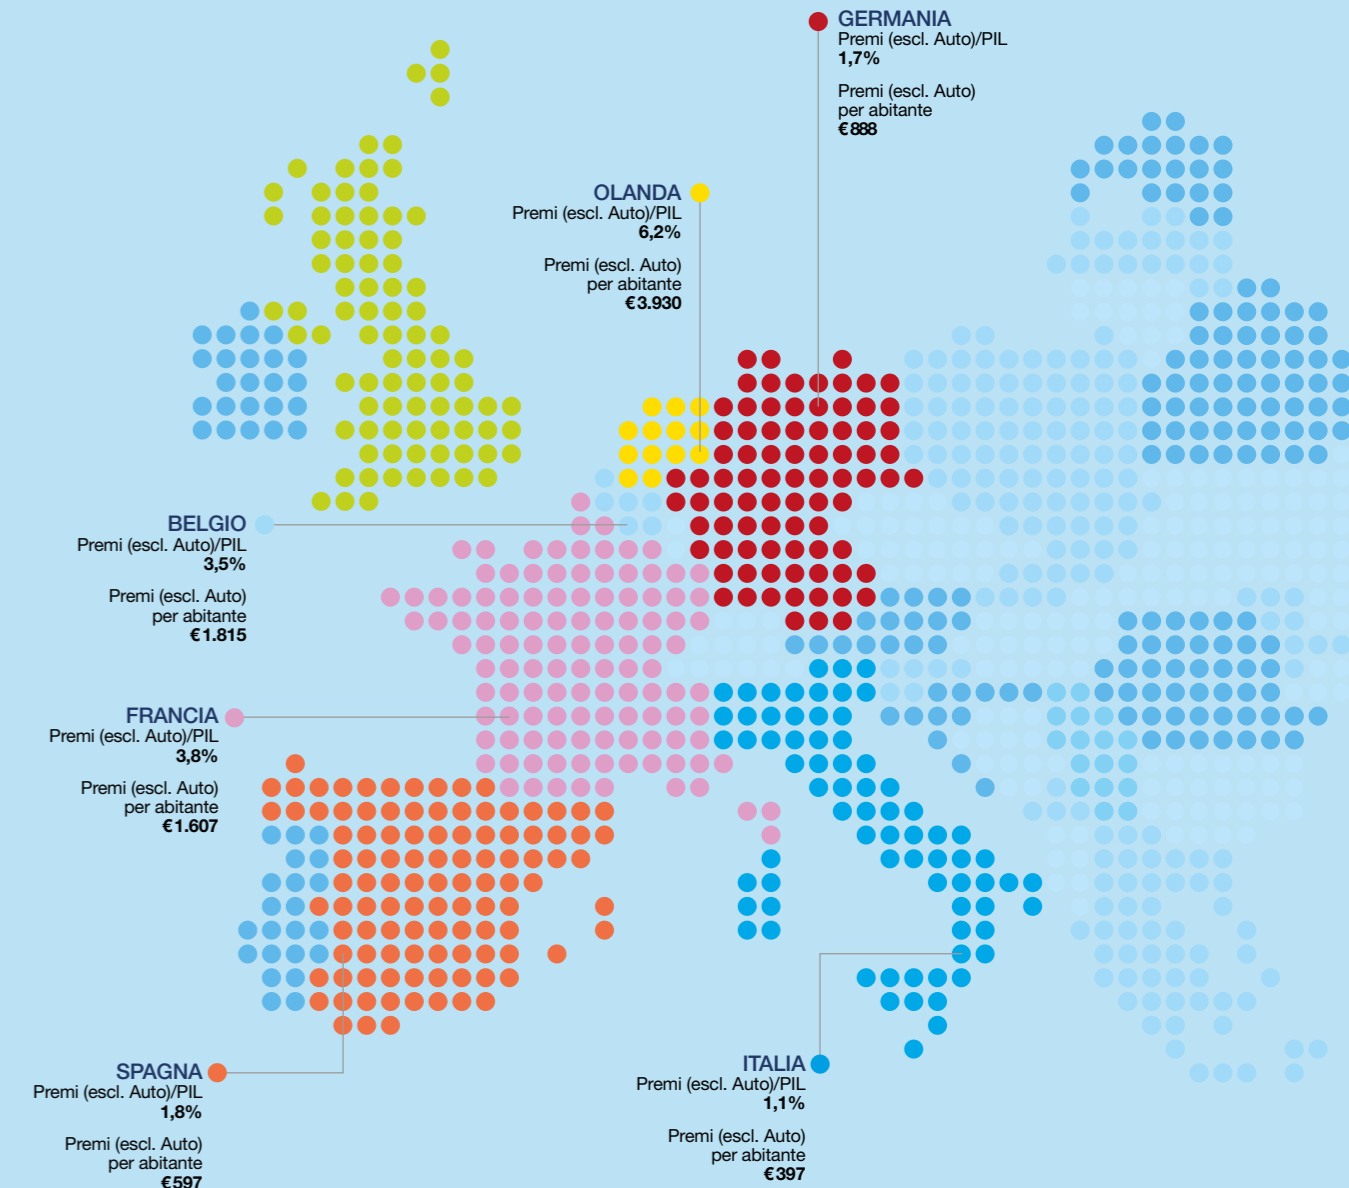 GERMANIA
Premi (escl. Auto)/PIL
1,7%
Premi (escl. Auto)
per abitante
€888
OLANDA
Premi (escl. Auto)/PIL
6,2%
Premi (escl. Auto)
per abitante
€3.930
BELGIO
Premi (escl. Auto)/PIL
3,5%
Premi (escl. Auto)
per abitante
€1.815
FRANCIA
Premi (escl. Auto)/PIL
3,8%
Premi (escl. Auto)
per abitante
€1.607
SPAGNA
Premi (escl. Auto)/PIL
1,8%
Premi (escl. Auto)
per abitante
€597
ITALIA
Premi (escl. Auto)/PIL
1,1%
Premi (escl. Auto)
per abitante
€397